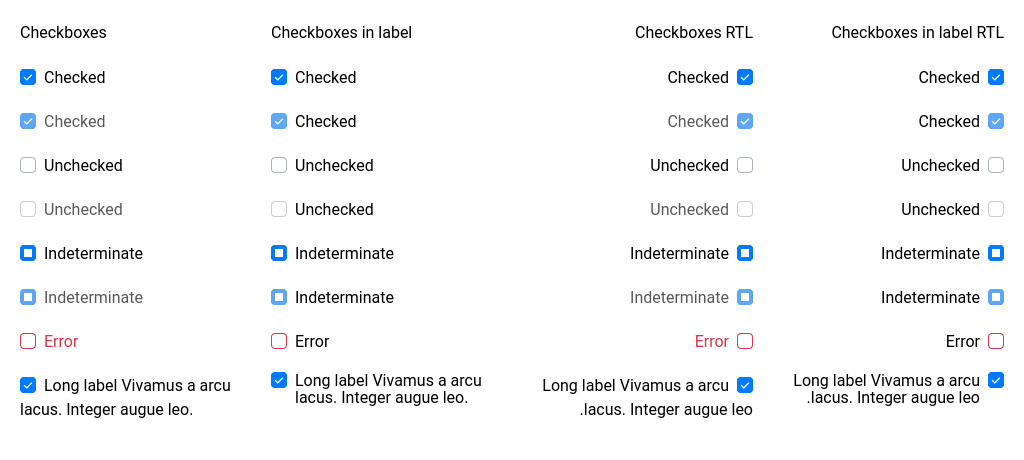 Checkboxes
Checked
Checked
Unchecked
Unchecked
Indeterminate
Indeterminate
Error
Long label Vivamus a arcu
lacus. Integer augue leo.
Checkboxes in label
Checked
Checked
Unchecked
Unchecked
Indeterminate
Indeterminate
Error
Long label Vivamus a arcu
lacus. Integer augue leo.
Checkboxes RTL
Checked
Checked
Unchecked
Unchecked
Indeterminate
Indeterminate
Error
Long label Vivamus a arcu
.lacus. Integer augue leo
Checkboxes in label RTL
Checked
Checked
Unchecked
Unchecked
Indeterminate
Indeterminate
Error
Long label Vivamus a arcu
.lacus. Integer augue leo